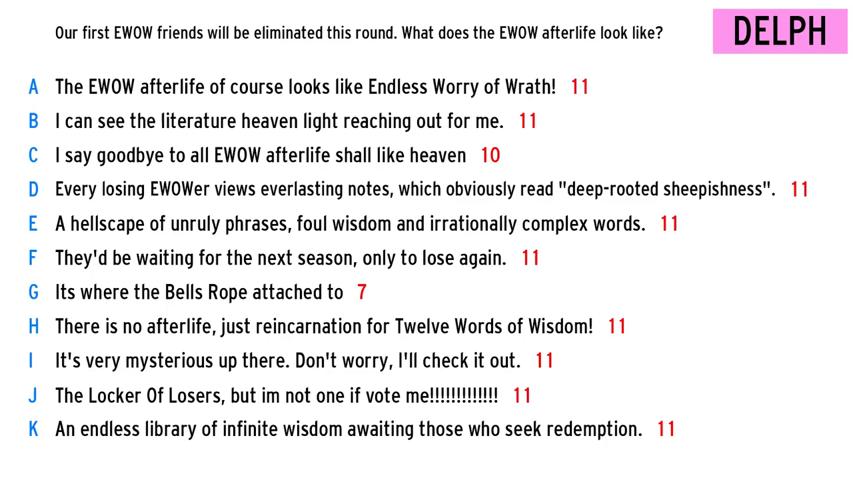 Our first EWOW friends will be eliminated this round. What does the EWOW afterlife look like?
DELPH
A The EWOW afterlife of course looks like Endless Worry of Wrath! 11
B I can see the literature heaven light reaching out for me. 11
C I say goodbye to all EWOW afterlife shall like heaven 10
D Every losing EWOWer views everlasting notes, which obviously read "deep-rooted sheepishness". 11
E A hellscape of unruly phrases, foul wisdom and irrationally complex words. 11
F They'd be waiting for the next season, only to lose again. 11
G Its where the Bells Rope attached to 7
H There is no afterlife, just reincarnation for Twelve Words of Wisdom! 11
I It's very mysterious up there. Don't worry, I'll check it out. 11
J The Locker Of Losers, but im not one if vote me!!!!!!!!!!!!! 11
K An endless library of infinite wisdom awaiting those who seek redemption. 11